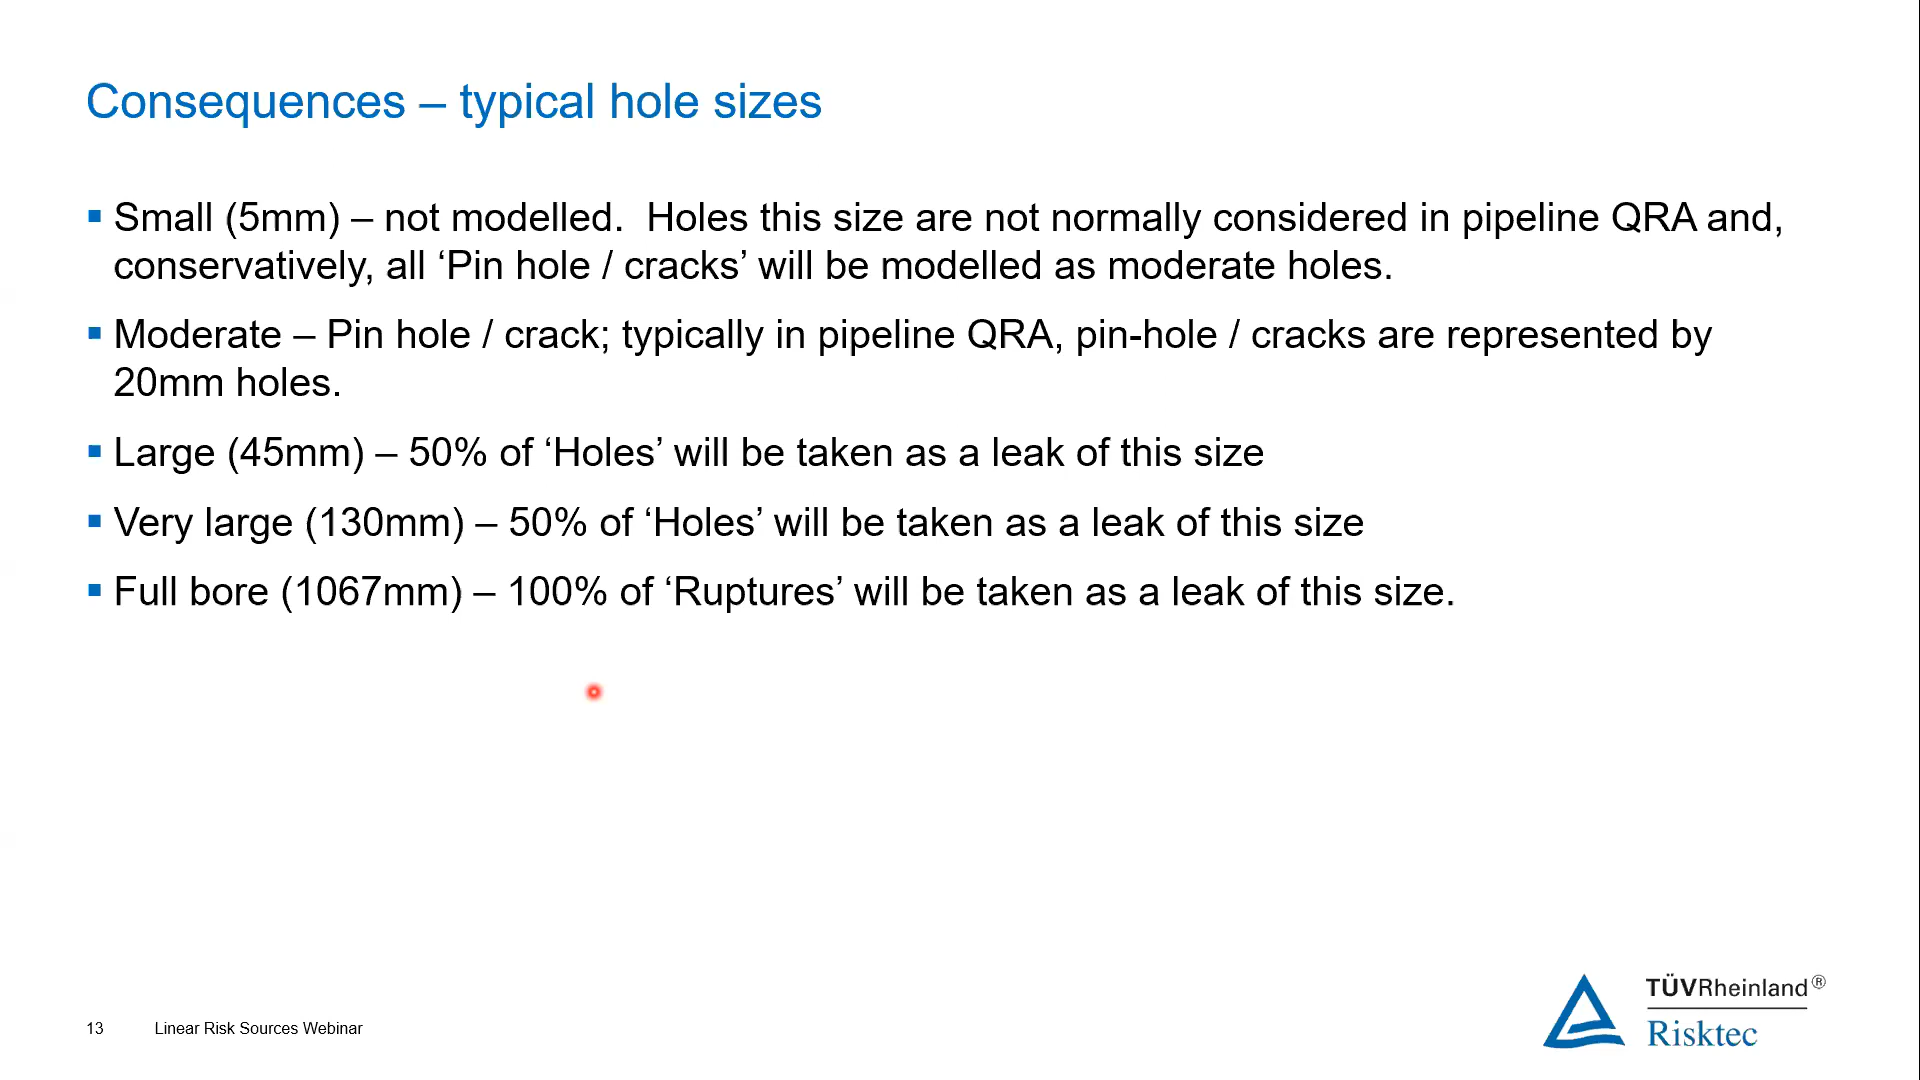 Consequences – typical hole sizes
▪ Small (5mm) – not modelled.  Holes this size are not normally considered in pipeline QRA and,
conservatively, all ‘Pin hole / cracks’ will be modelled as moderate holes.
▪ Moderate – Pin hole / crack; typically in pipeline QRA, pin-hole / cracks are represented by
20mm holes.
▪ Large (45mm) – 50% of ‘Holes’ will be taken as a leak of this size
▪ Very large (130mm) – 50% of ‘Holes’ will be taken as a leak of this size
▪ Full bore (1067mm) – 100% of ‘Ruptures’ will be taken as a leak of this size.
13 Linear Risk Sources Webinar
TÜVRheinland®
Risktec